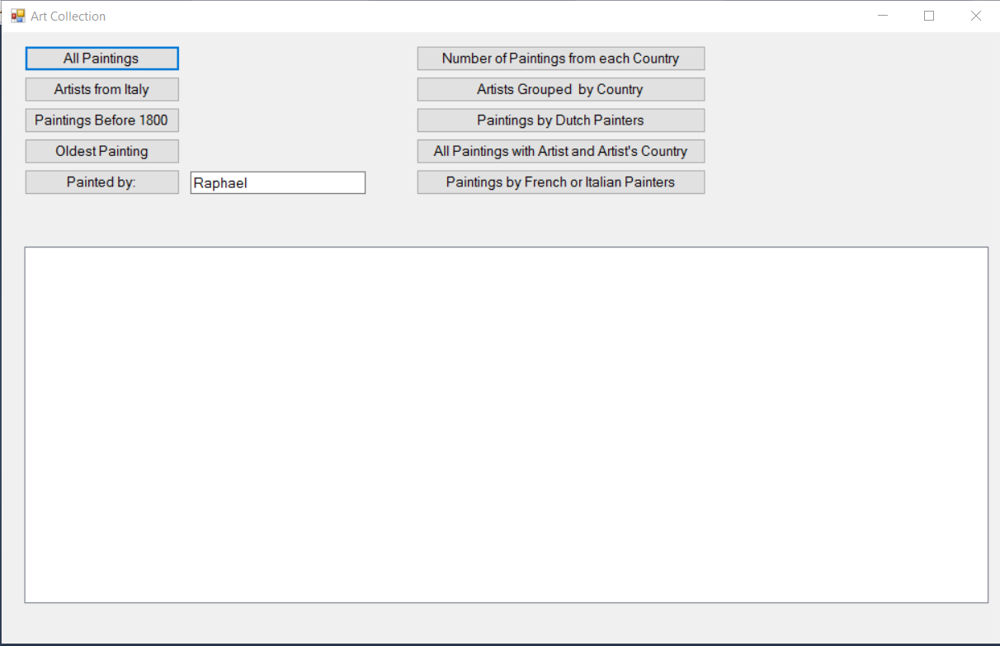 Art Collection
All Paintings
Artists from Italy
Paintings Before 1800
Oldest Painting
Painted by:
Raphael
Number of Paintings from each Country
Artists Grouped  by Country
Paintings by Dutch Painters
All Paintings with Artist and Artist's Country
Paintings by French or Italian Painters